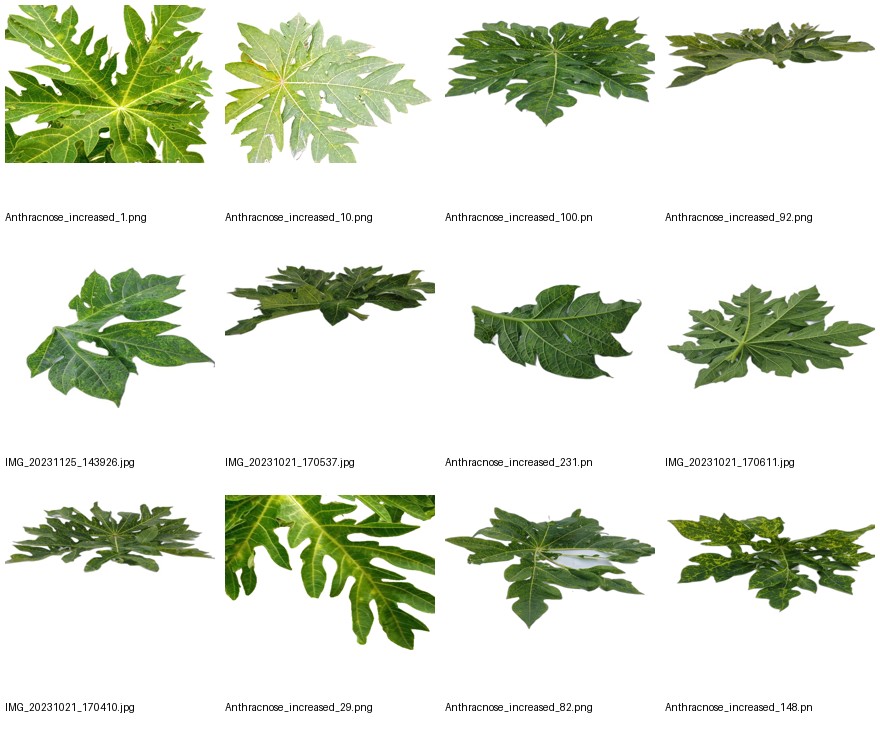 Anthracnose_increased_1.png
Anthracnose_increased_10.png
Anthracnose_increased_100.pn
Anthracnose_increased_92.png
IMG_20231125_143926.jpg
IMG_20231021_170537.jpg
Anthracnose_increased_231.pn
IMG_20231021_170611.jpg
IMG_20231021_170410.jpg
Anthracnose_increased_29.png
Anthracnose_increased_82.png
Anthracnose_increased_148.pn